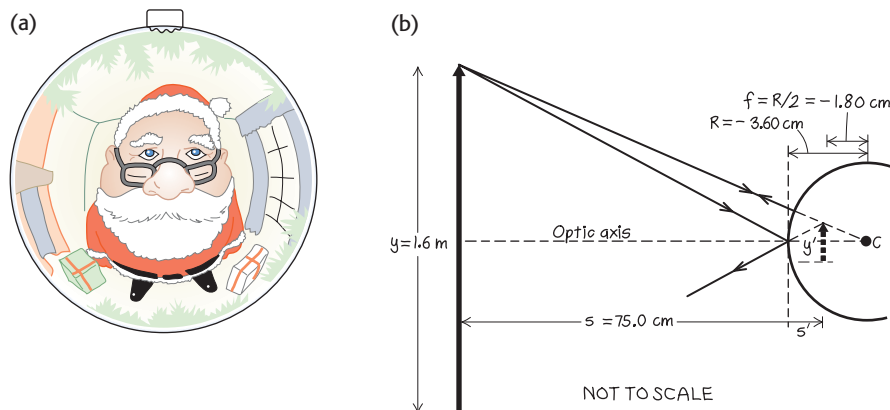 (a)
(b)
f = R/2 = -1.80 cm
R = - 3.60 cm
y = 1.6 m
Optic axis
y'
C
s = 75.0 cm
s'
NOT TO SCALE